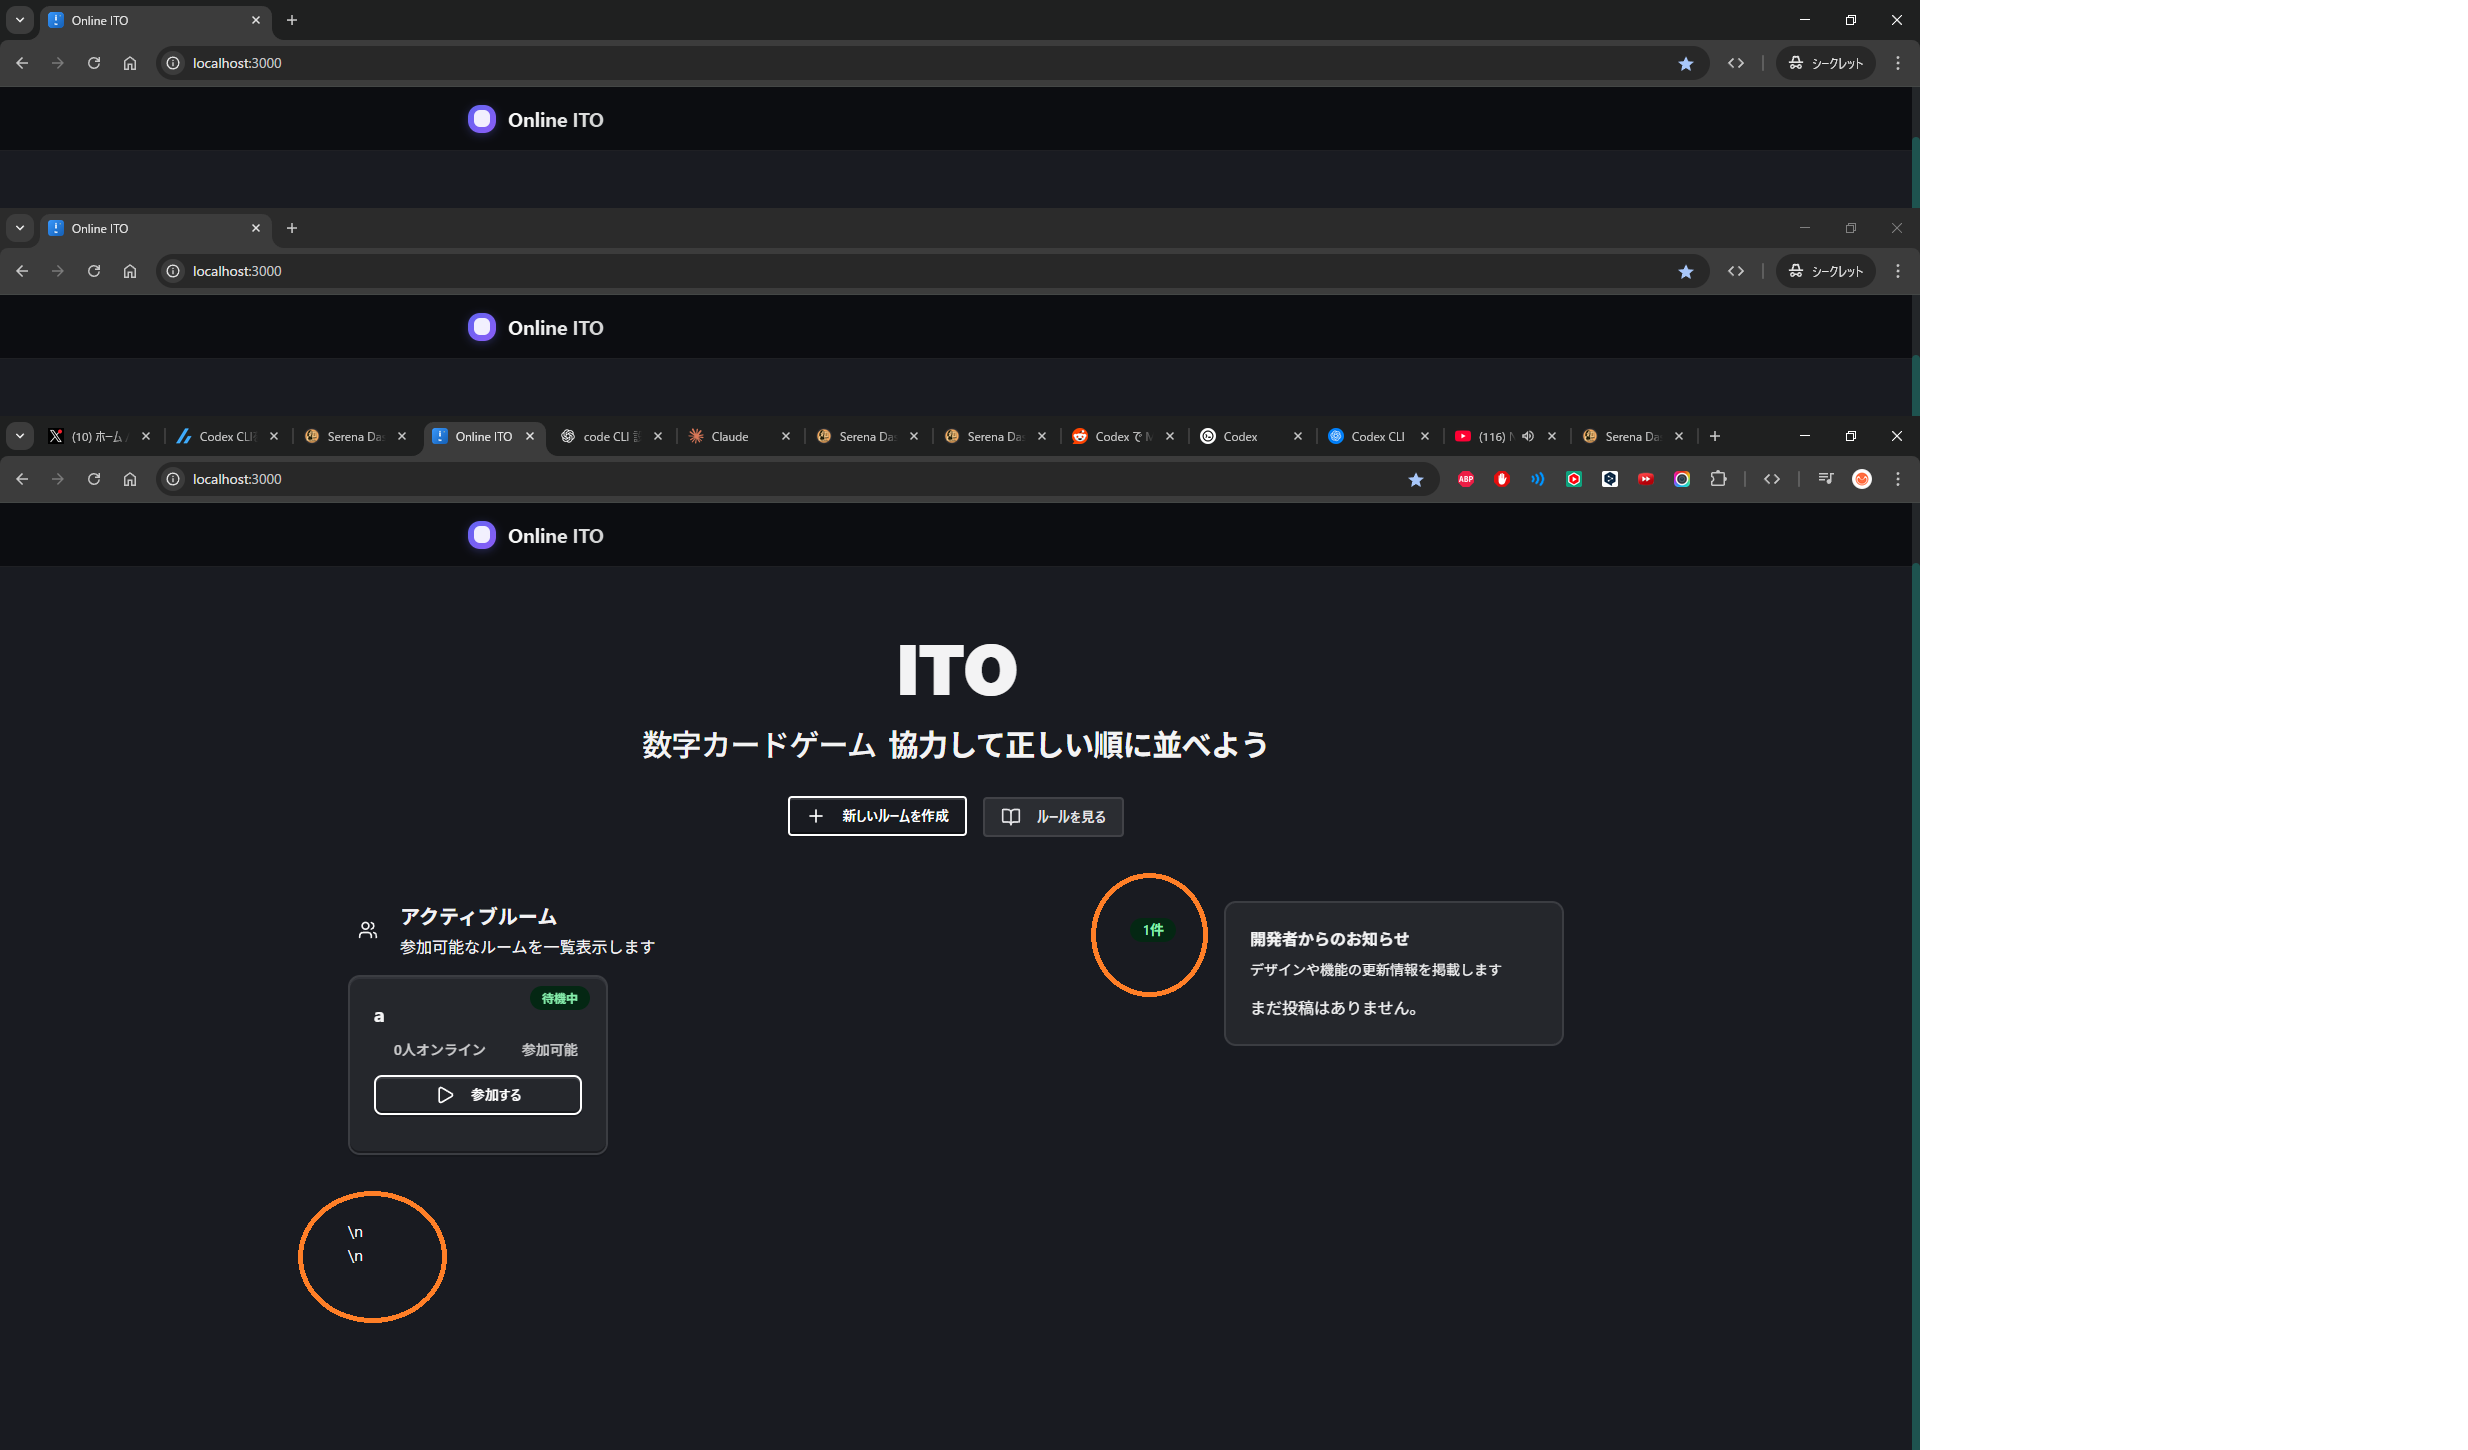 Online ITO
localhost:3000
シークレット
Online ITO
Online ITO
localhost:3000
シークレット
Online ITO
(10) ホーム
Codex CLI
Serena Da
Online ITO
code CLI
Claude
Serena Da
Serena Da
Codex で M
Codex
Codex CLI
(116)
Serena Da
localhost:3000
ABP
Online ITO
ITO
数字カードゲーム 協力して正しい順に並べよう
新しいルームを作成
ルールを見る
アクティブルーム
参加可能なルームを一覧表示します
1件
待機中
a
0人オンライン 参加可能
参加する
開発者からのお知らせ
デザインや機能の更新情報を掲載します
まだ投稿はありません。
\n
\n